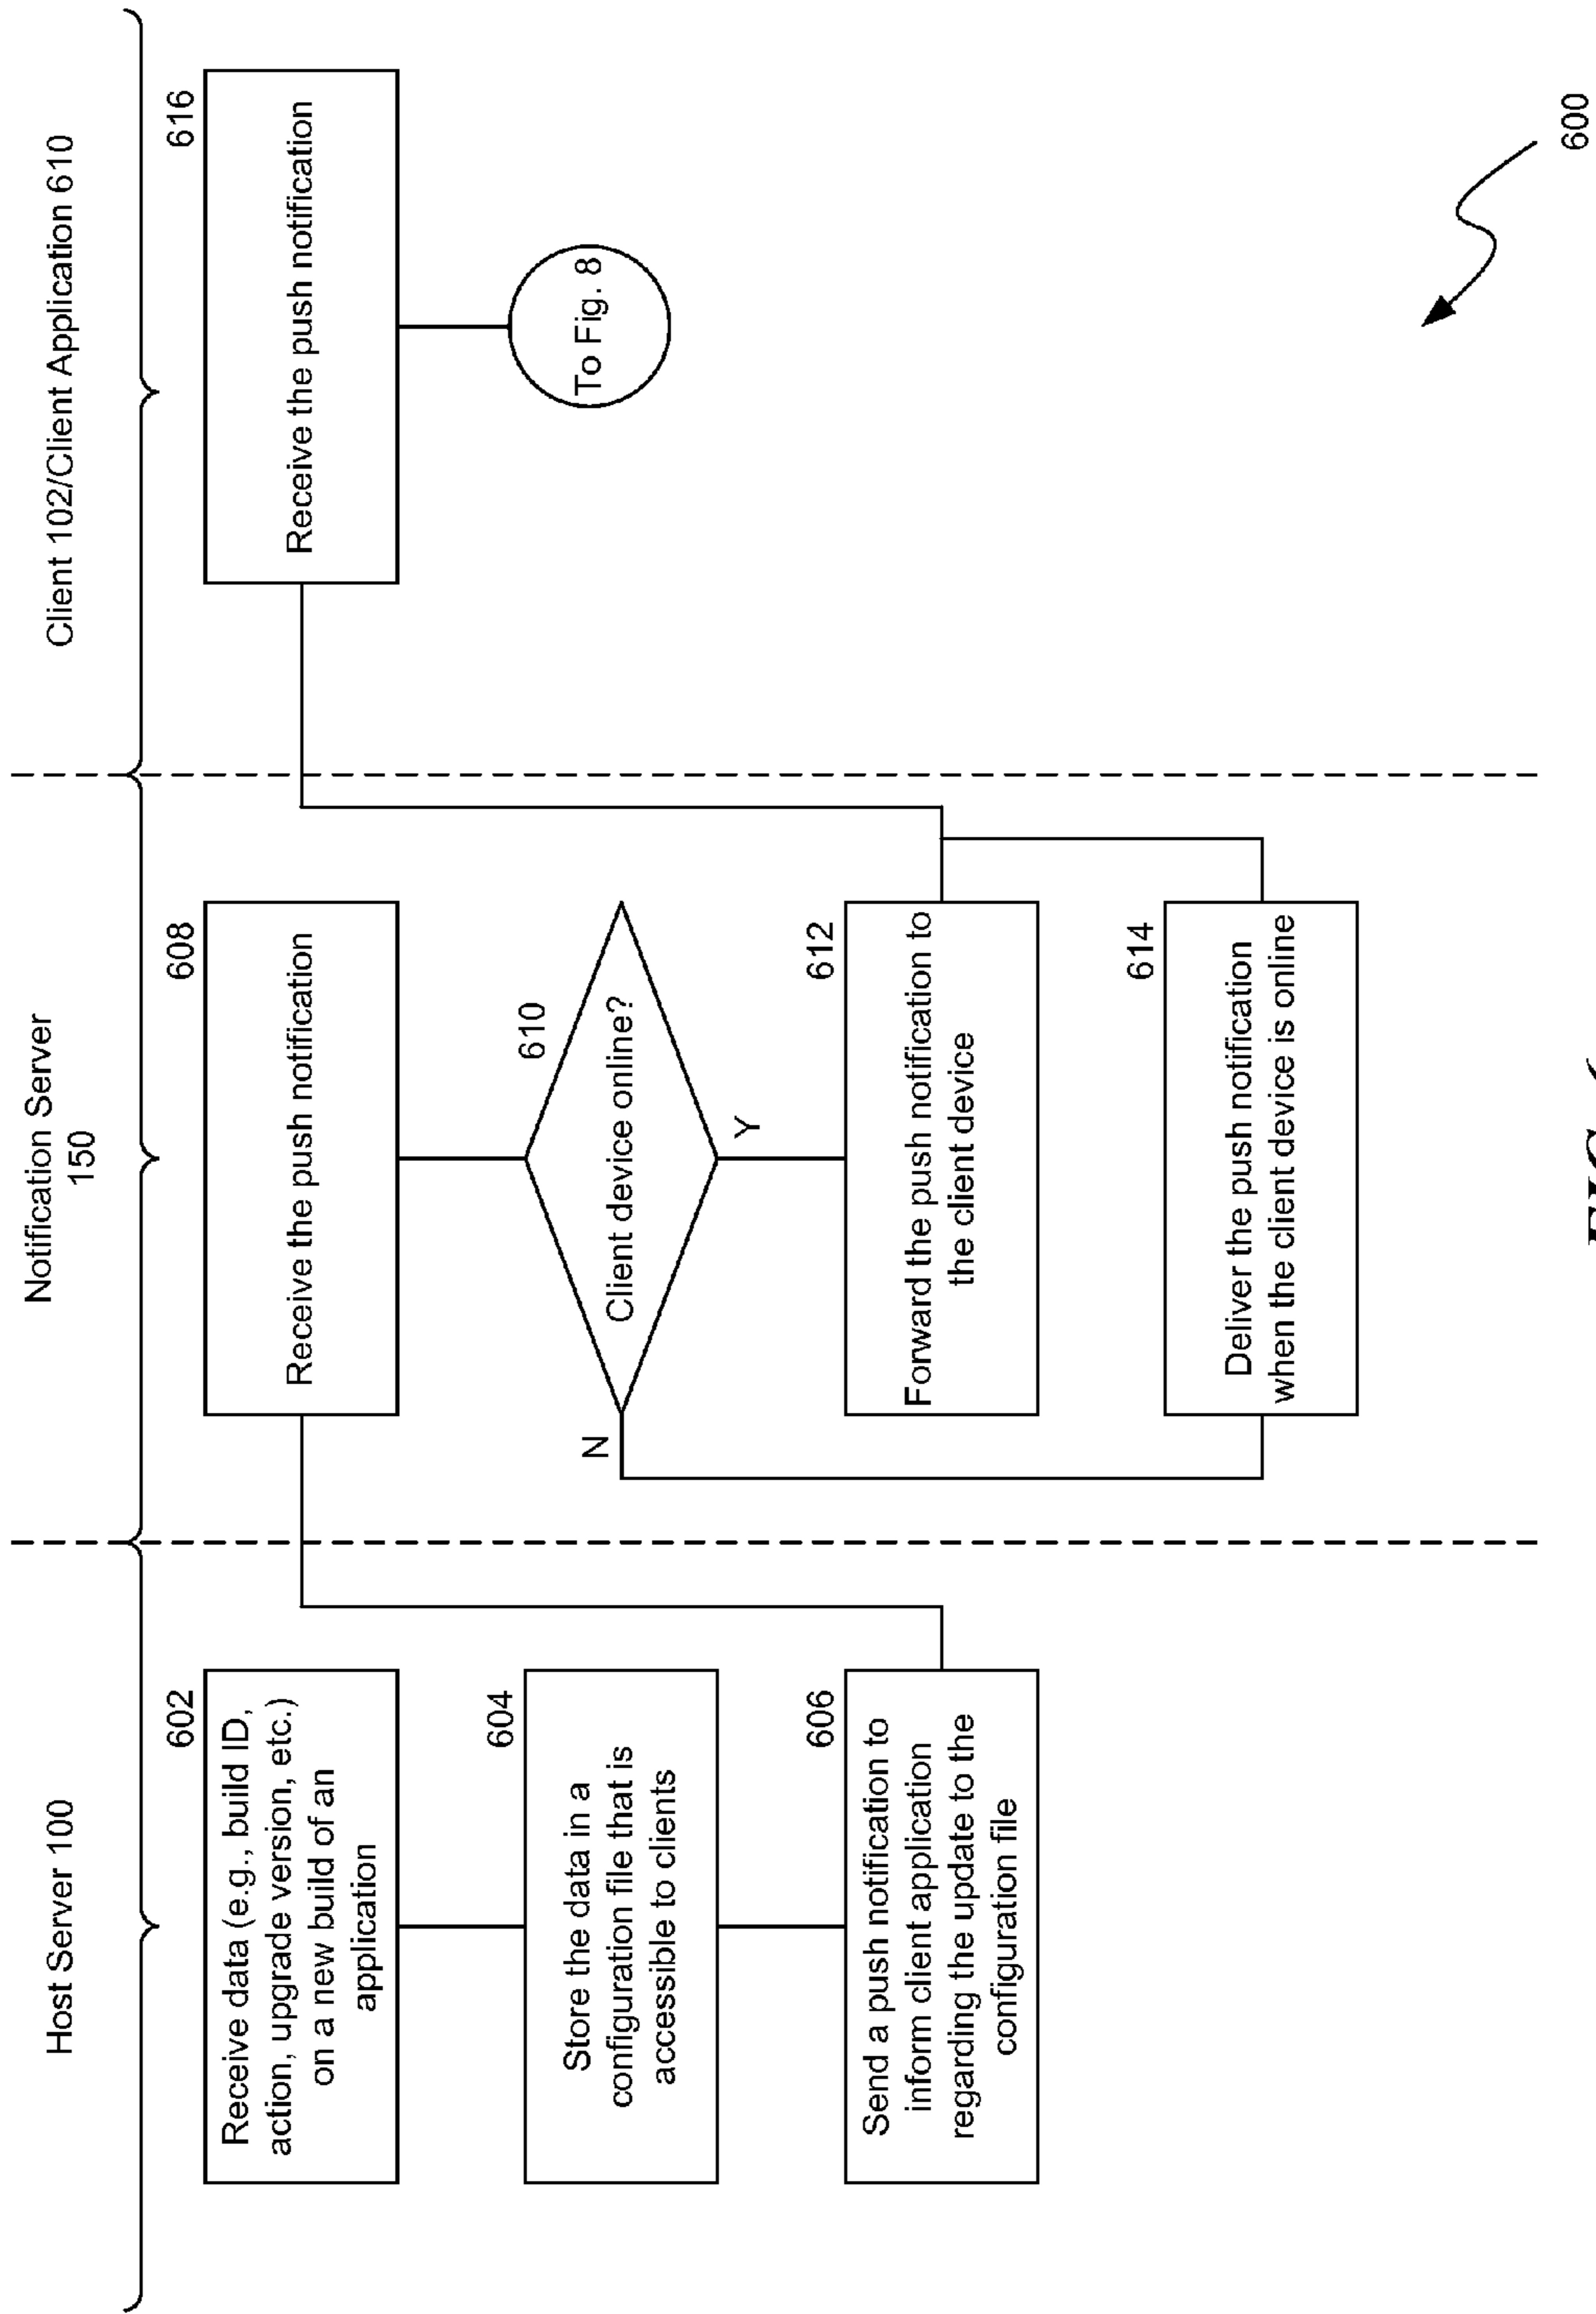 Host Server 100
602
Receive data (e.g., build ID,
action, upgrade version, etc.)
on a new build of an
application
604
Store the data in a
configuration file that is
accessible to clients
606
Send a push notification to
inform client application
regarding the update to the
configuration file
Notification Server
150
608
Receive the push notification
610
Client device online?
N
Y
612
Forward the push notification to
the client device
614
Deliver the push notification
when the client device is online
Client 102/Client Application 610
616
Receive the push notification
To Fig. 8
600